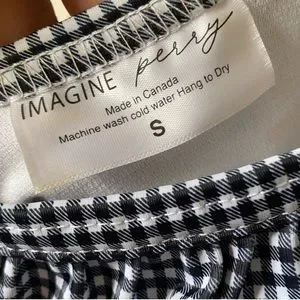 IMAGINE perry
Made in Canada
Machine wash cold water Hang to Dry
S